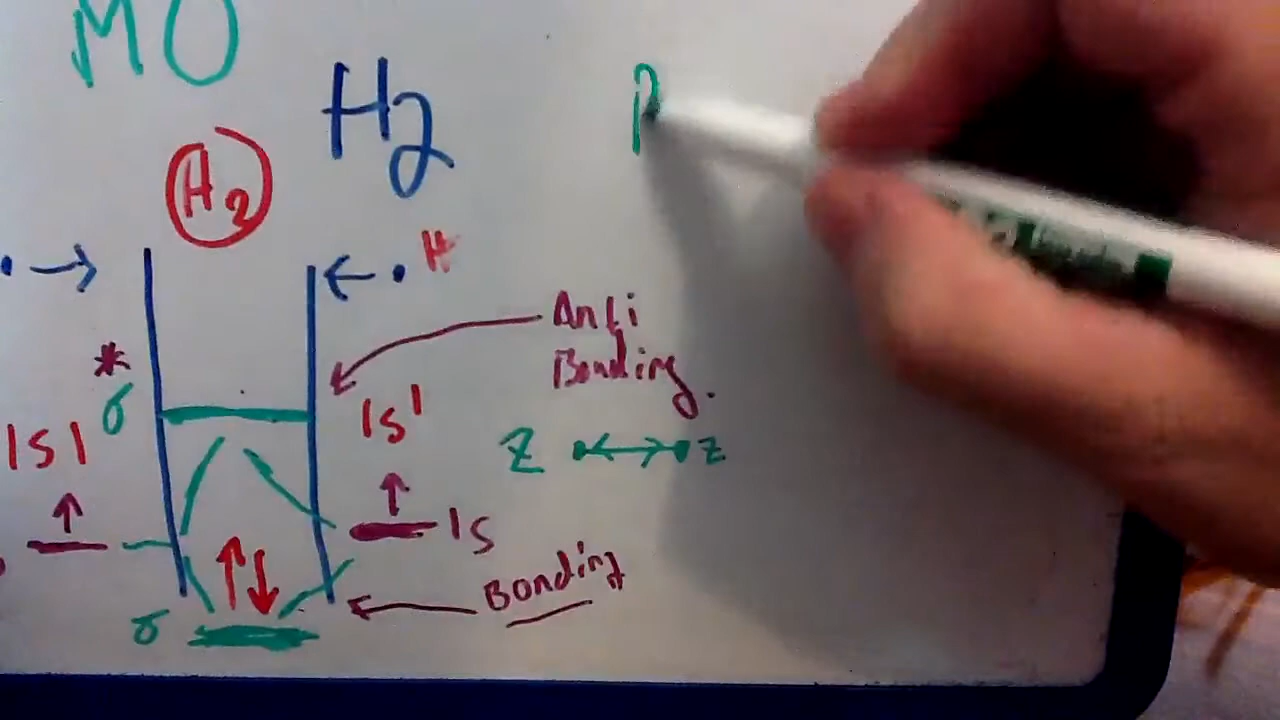 MO
H2
P
H2
H
Anti
Bonding.
*
σ
1s1
1s1
Z
z
1s
Bonding
σ